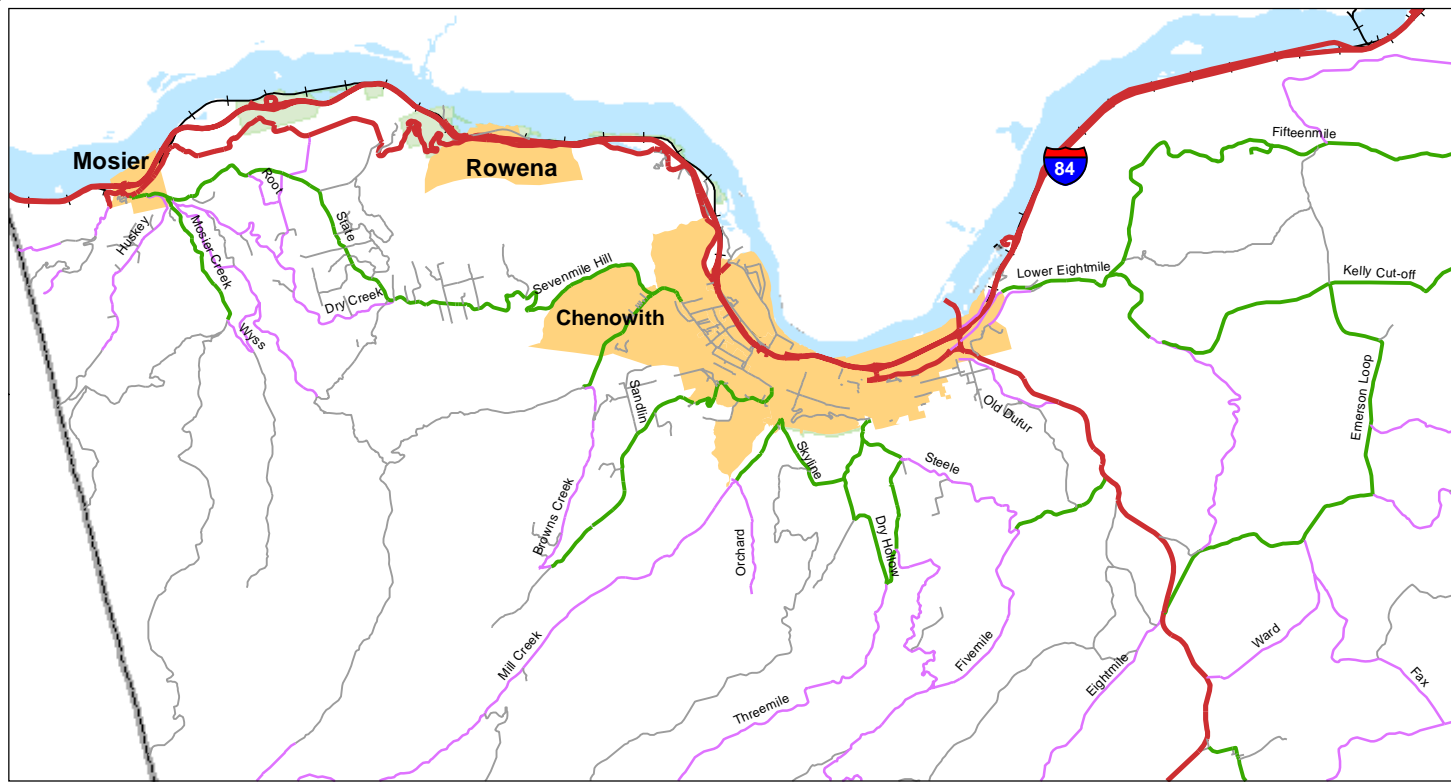 Fifteenmile
Mosier
Rowena
84
Root
Huskey
State
Mosier Creek
Lower Eightmile
Kelly Cut-off
Sevenmile Hill
Dry Creek
Chenowith
Wyss
Sandlin
Emerson Loop
Old Dufur
Skyline
Steele
Browns Creek
Orchard
Dry Hollow
Mill Creek
Fivemile
Ward
Eightmile
Fax
Threemile